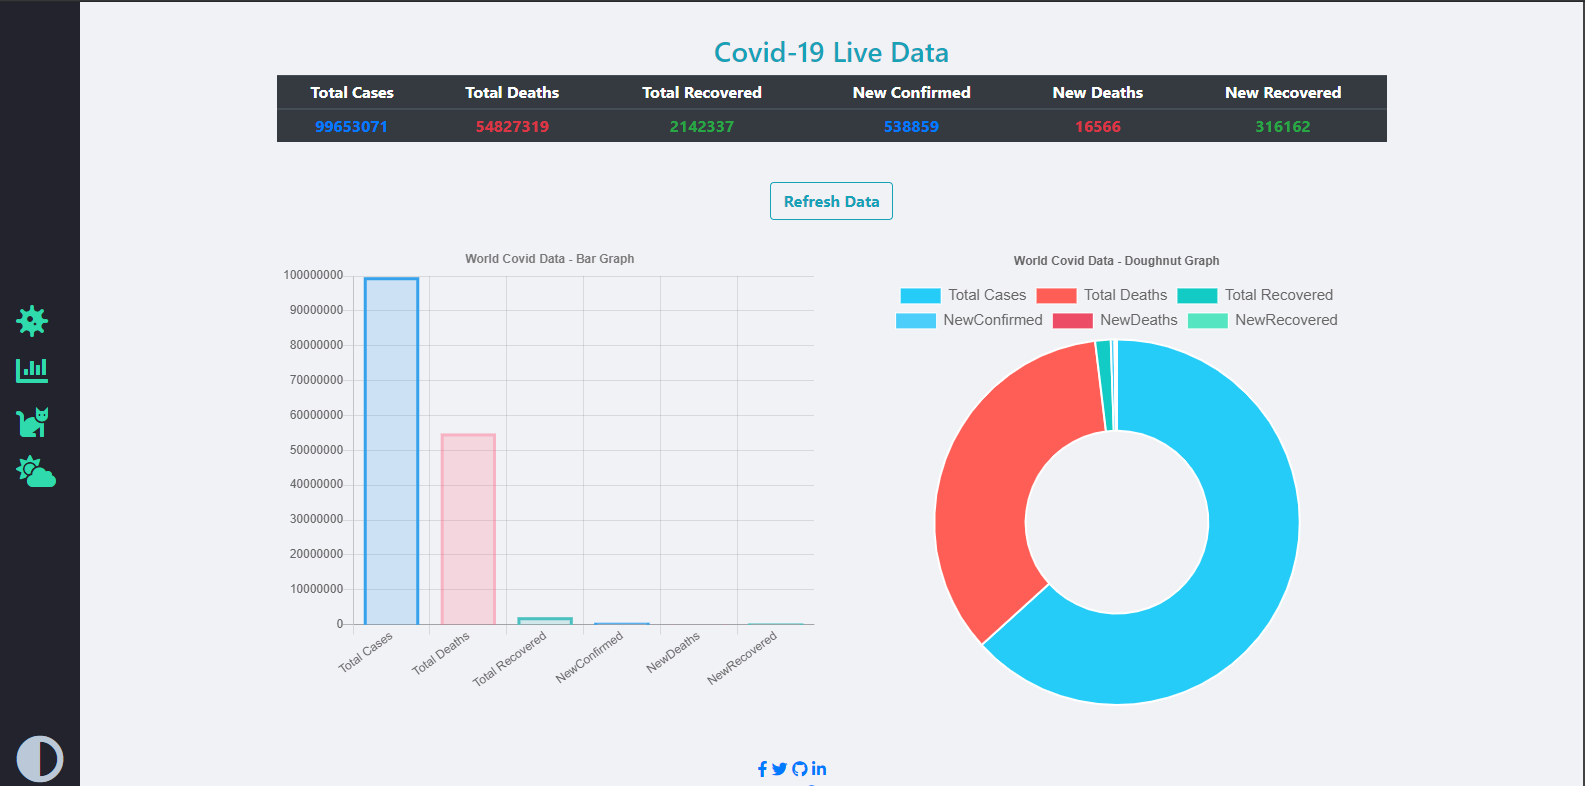 Covid-19 Live Data
Total Cases Total Deaths Total Recovered New Confirmed New Deaths New Recovered
99653071 54827319 2142337 538859 16566 316162
Refresh Data
World Covid Data - Bar Graph
100000000
90000000
80000000
70000000
60000000
50000000
40000000
30000000
20000000
10000000
0
Total Cases Total Deaths Total Recovered NewConfirmed NewDeaths NewRecovered
World Covid Data - Doughnut Graph
Total Cases Total Deaths Total Recovered
NewConfirmed NewDeaths NewRecovered